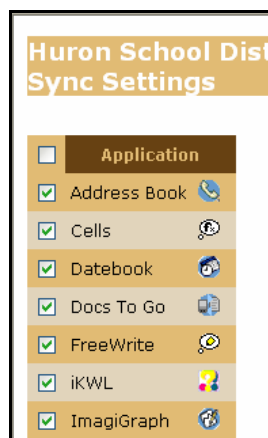 Huron School Dist
Sync Settings
Application
Address Book
Cells
Datebook
Docs To Go
FreeWrite
iKWL
ImagiGraph